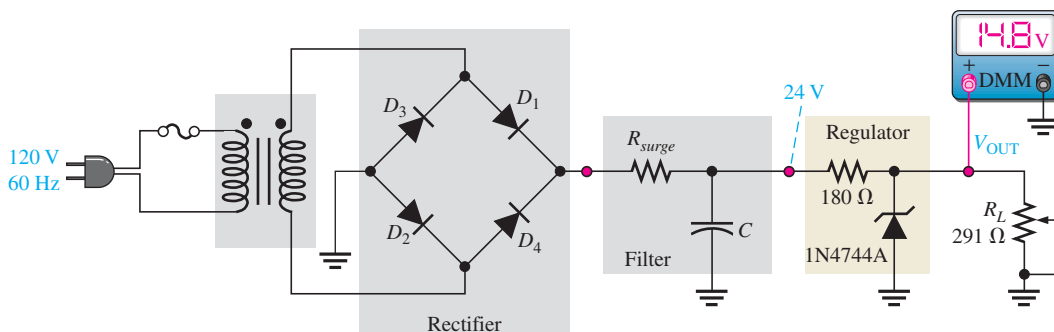 14.8 V
+ −
DMM
24 V
D3
D1
Rsurge
Regulator
VOUT
120 V
60 Hz
180 Ω
RL
291 Ω
D2
D4
C
1N4744A
Filter
Rectifier